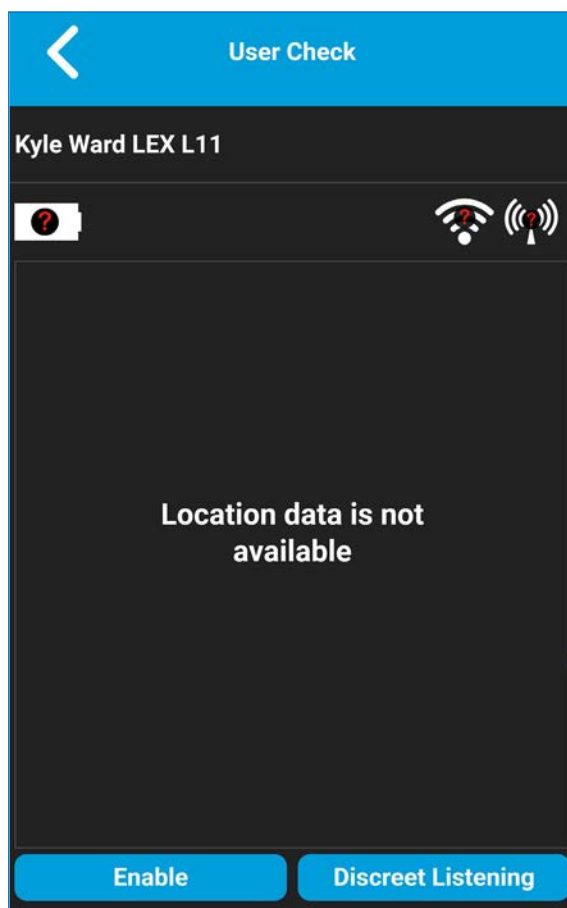 User Check
Kyle Ward LEX L11
?
? ?
Location data is not
available
Enable Discreet Listening